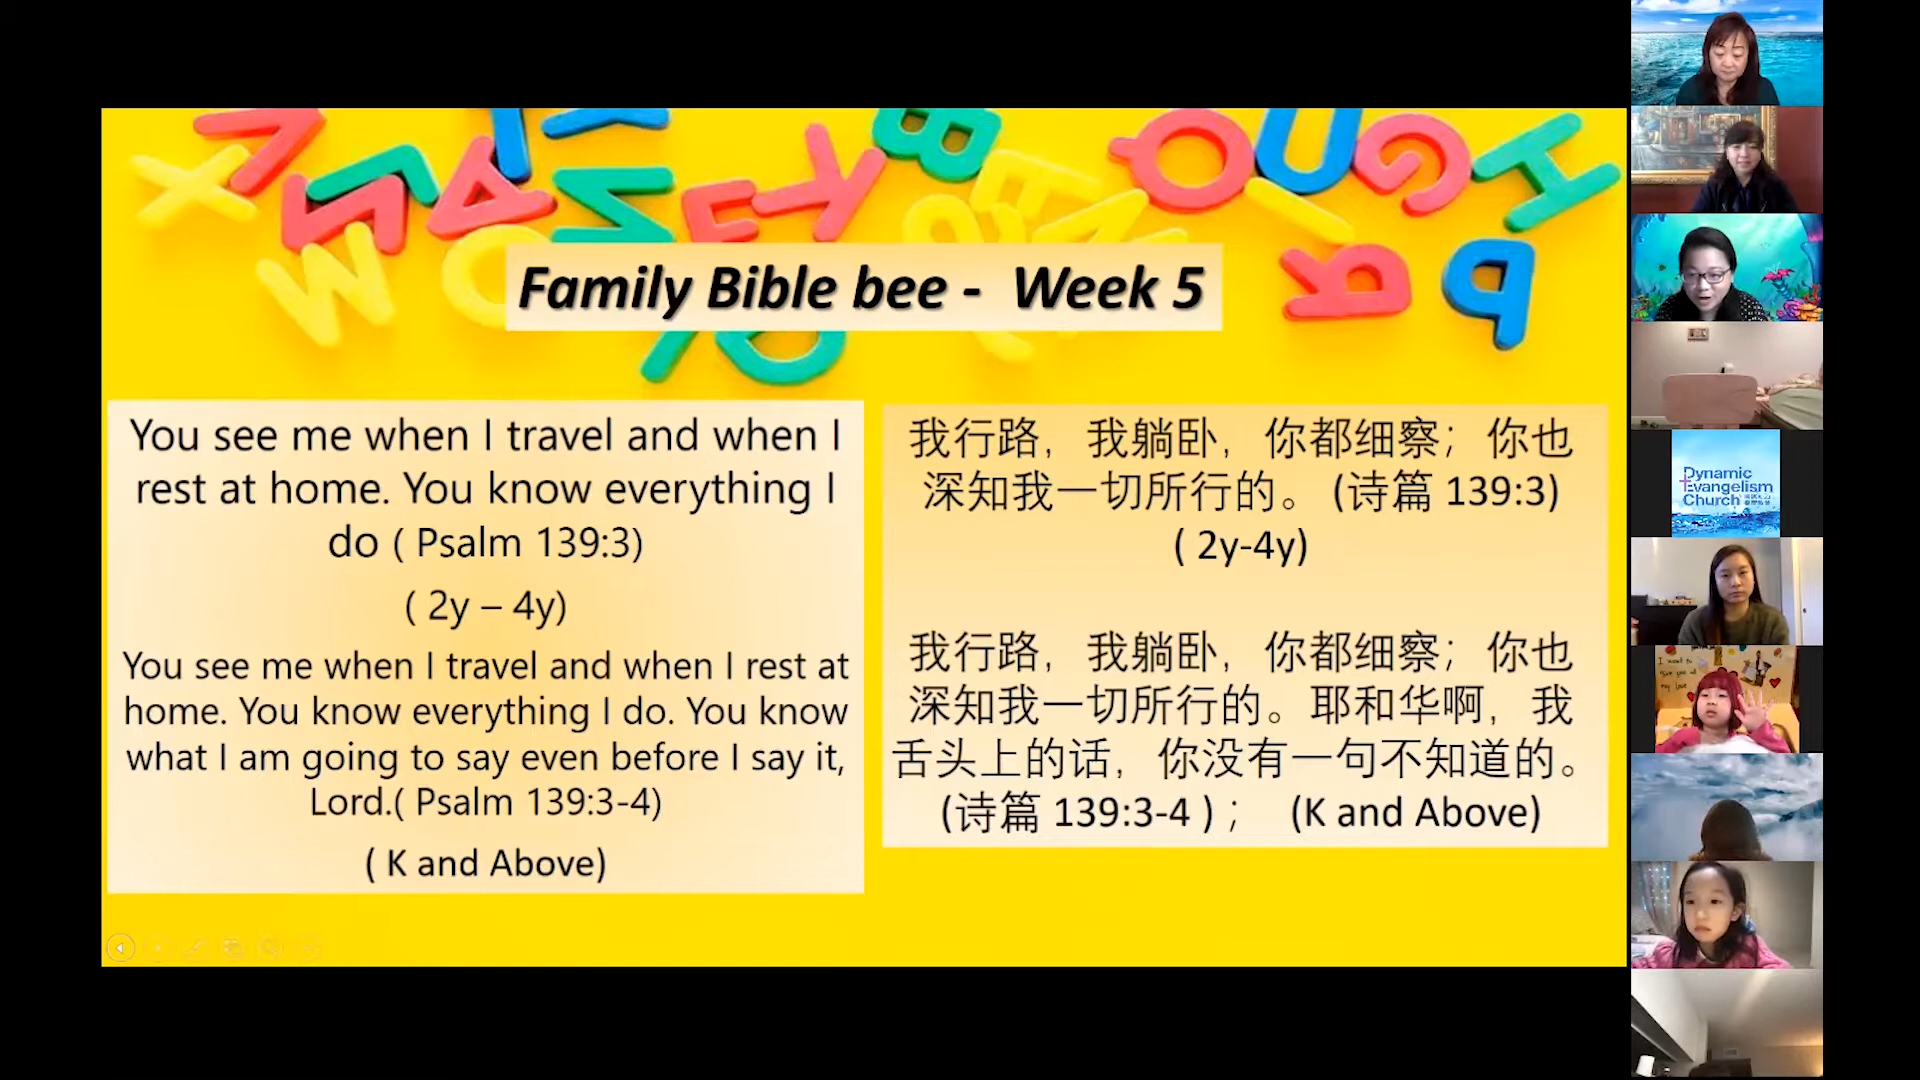 Family Bible bee - Week 5
You see me when I travel and when I
rest at home. You know everything I
do ( Psalm 139:3)
( 2y – 4y)
You see me when I travel and when I rest at
home. You know everything I do. You know
what I am going to say even before I say it,
Lord.( Psalm 139:3-4)
( K and Above)
我行路，我躺卧，你都细察；你也
深知我一切所行的。(诗篇 139:3)
( 2y-4y)
我行路，我躺卧，你都细察；你也
深知我一切所行的。耶和华啊，我
舌头上的话，你没有一句不知道的。
(诗篇 139:3-4 )； (K and Above)
Dynamic
Evangelism
Church
I want to
my love